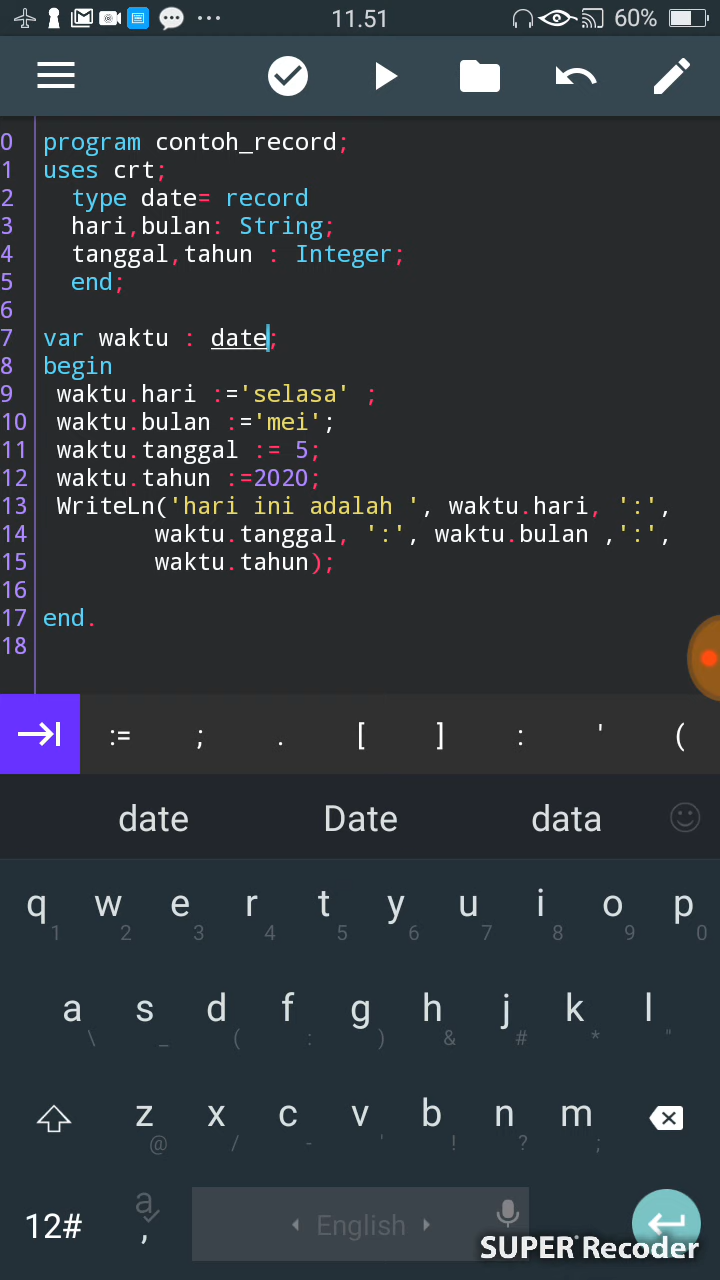 11.51
60%
0 program contoh_record;
1 uses crt;
2 type date= record
3 hari,bulan: String;
4 tanggal,tahun : Integer;
5 end;
6
7 var waktu : date;
8 begin
9 waktu.hari :='selasa' ;
10 waktu.bulan :='mei';
11 waktu.tanggal := 5;
12 waktu.tahun :=2020;
13 WriteLn('hari ini adalah ', waktu.hari, ':',
14 waktu.tanggal, ':', waktu.bulan ,':',
15 waktu.tahun);
16
17 end.
18
:= ; . [ ] : ' (
date Date data
q w e r t y u i o p
1 2 3 4 5 6 7 8 9 0
a s d f g h j k l
\ _ ( : ) & # * "
z x c v b n m
@ / - ' ! ? ;
12# a , English .
SUPER Recoder